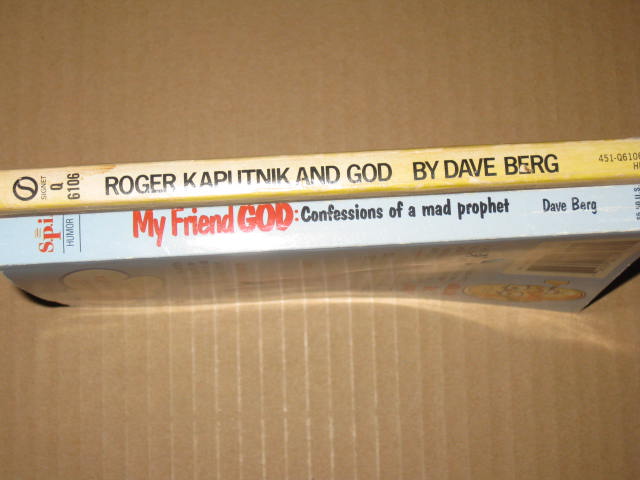 SIGNET
Q
6106
ROGER KAPUTNIK AND GOD BY DAVE BERG
451-Q6106
S.p.i.
HUMOR
My Friend GOD: Confessions of a mad prophet
Dave Berg